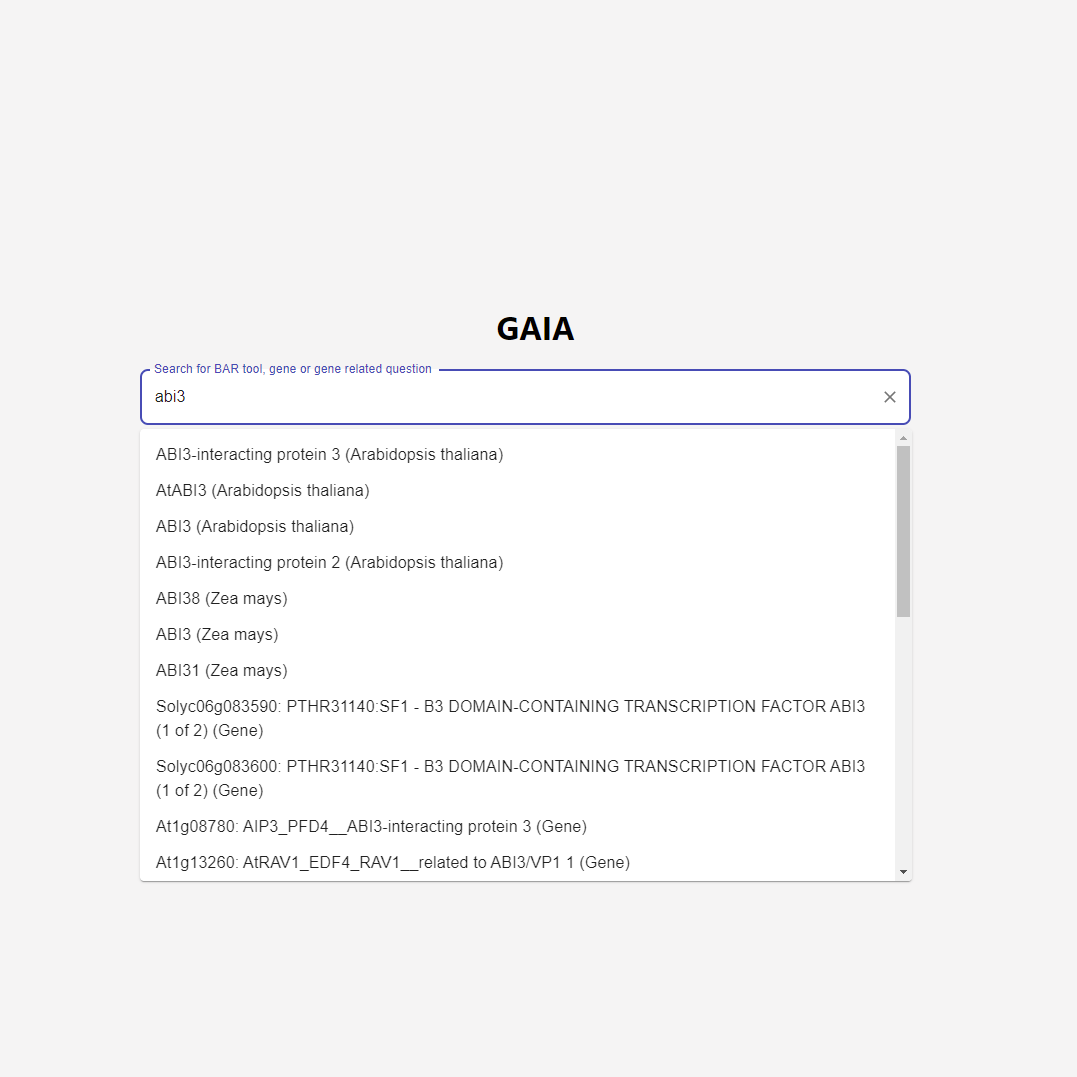 GAIA
Search for BAR tool, gene or gene related question
abi3
ABI3-interacting protein 3 (Arabidopsis thaliana)
AtABI3 (Arabidopsis thaliana)
ABI3 (Arabidopsis thaliana)
ABI3-interacting protein 2 (Arabidopsis thaliana)
ABI38 (Zea mays)
ABI3 (Zea mays)
ABI31 (Zea mays)
Solyc06g083590: PTHR31140:SF1 - B3 DOMAIN-CONTAINING TRANSCRIPTION FACTOR ABI3
(1 of 2) (Gene)
Solyc06g083600: PTHR31140:SF1 - B3 DOMAIN-CONTAINING TRANSCRIPTION FACTOR ABI3
(1 of 2) (Gene)
At1g08780: AIP3_PFD4__ABI3-interacting protein 3 (Gene)
At1g13260: AtRAV1_EDF4_RAV1__related to ABI3/VP1 1 (Gene)